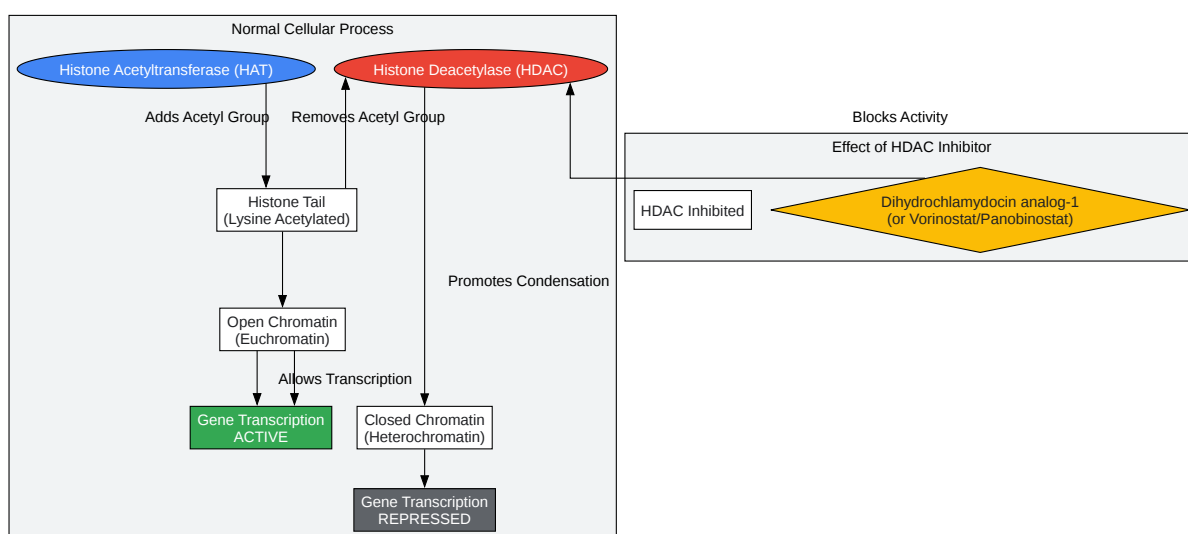 Normal Cellular Process
Histone Acetyltransferase (HAT)
Histone Deacetylase (HDAC)
Adds Acetyl Group
Removes Acetyl Group
Histone Tail
(Lysine Acetylated)
Promotes Condensation
Open Chromatin
(Euchromatin)
Allows Transcription
Gene Transcription
ACTIVE
Closed Chromatin
(Heterochromatin)
Gene Transcription
REPRESSED
Blocks Activity
Effect of HDAC Inhibitor
HDAC Inhibited
Dihydrochlamydocin analog-1
(or Vorinostat/Panobinostat)